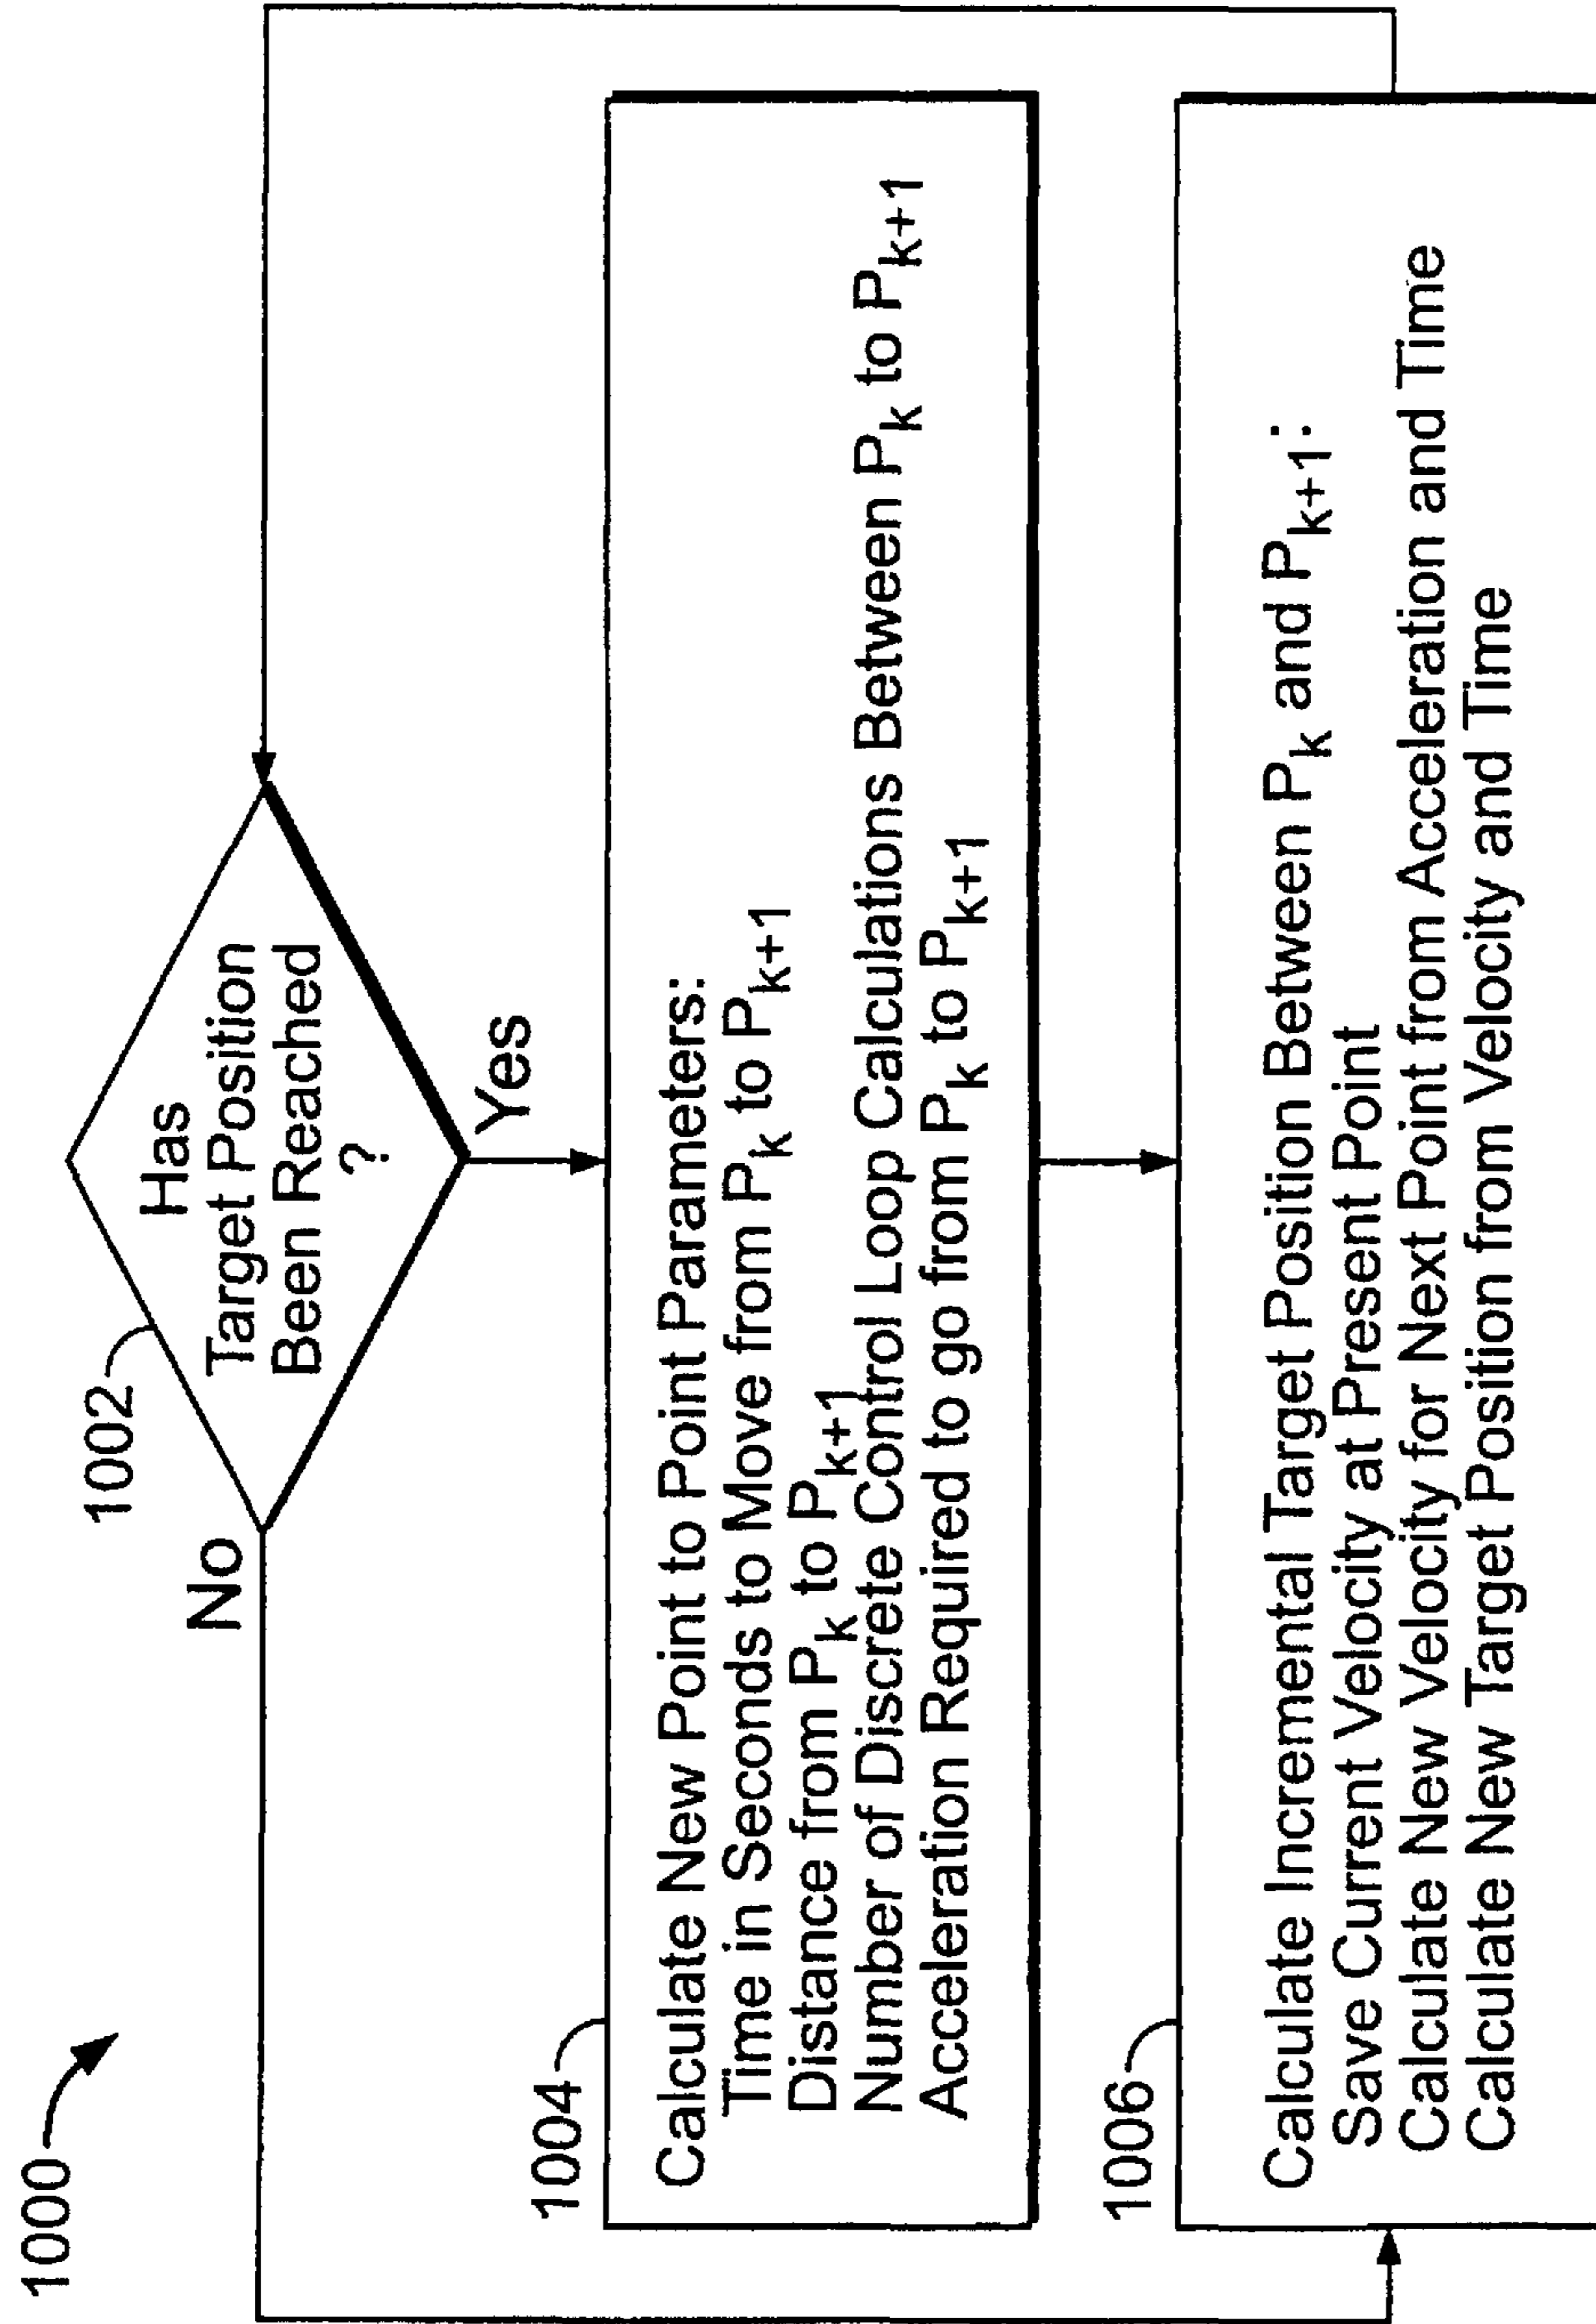 1000
1002
Has
Target Position
Been Reached
?
No
Yes
1004
Calculate New Point to Point Parameters:
Time in Seconds to Move from Pk to Pk+1
Distance from Pk to Pk+1
Number of Discrete Control Loop Calculations Between Pk to Pk+1
Acceleration Required to go from Pk to Pk+1
1006
Calculate Incremental Target Position Between Pk and Pk+1:
Save Current Velocity at Present Point
Calculate New Velocity for Next Point from Acceleration and Time
Calculate New Target Position from Velocity and Time